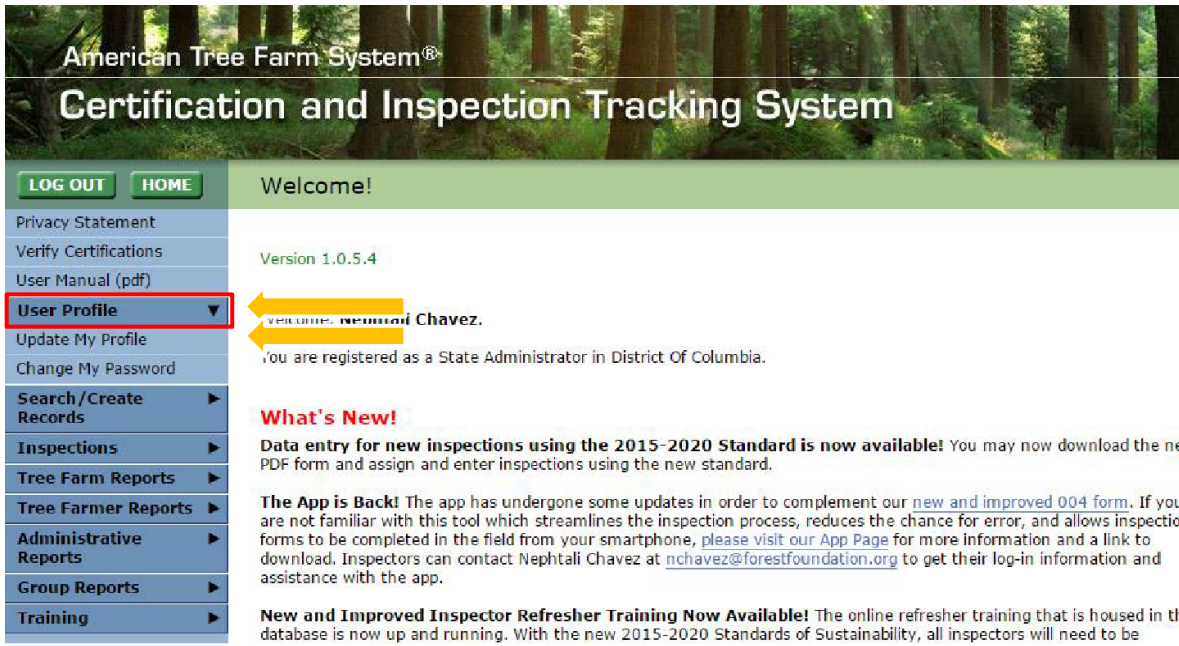 American Tree Farm System®
Certification and Inspection Tracking System
LOG OUT HOME
Welcome!
Privacy Statement
Verify Certifications
User Manual (pdf)
User Profile ▼
Update My Profile
Change My Password
Search/Create ▶
Records
Inspections ▶
Tree Farm Reports ▶
Tree Farmer Reports ▶
Administrative ▶
Reports
Group Reports ▶
Training ▶
Version 1.0.5.4
Welcome, Nephtali Chavez.
You are registered as a State Administrator in District Of Columbia.
What's New!
Data entry for new inspections using the 2015-2020 Standard is now available! You may now download the ne
PDF form and assign and enter inspections using the new standard.
The App is Back! The app has undergone some updates in order to complement our new and improved 004 form. If you
are not familiar with this tool which streamlines the inspection process, reduces the chance for error, and allows inspectio
forms to be completed in the field from your smartphone, please visit our App Page for more information and a link to
download. Inspectors can contact Nephtali Chavez at nchavez@forestfoundation.org to get their log-in information and
assistance with the app.
New and Improved Inspector Refresher Training Now Available! The online refresher training that is housed in th
database is now up and running. With the new 2015-2020 Standards of Sustainability, all inspectors will need to be